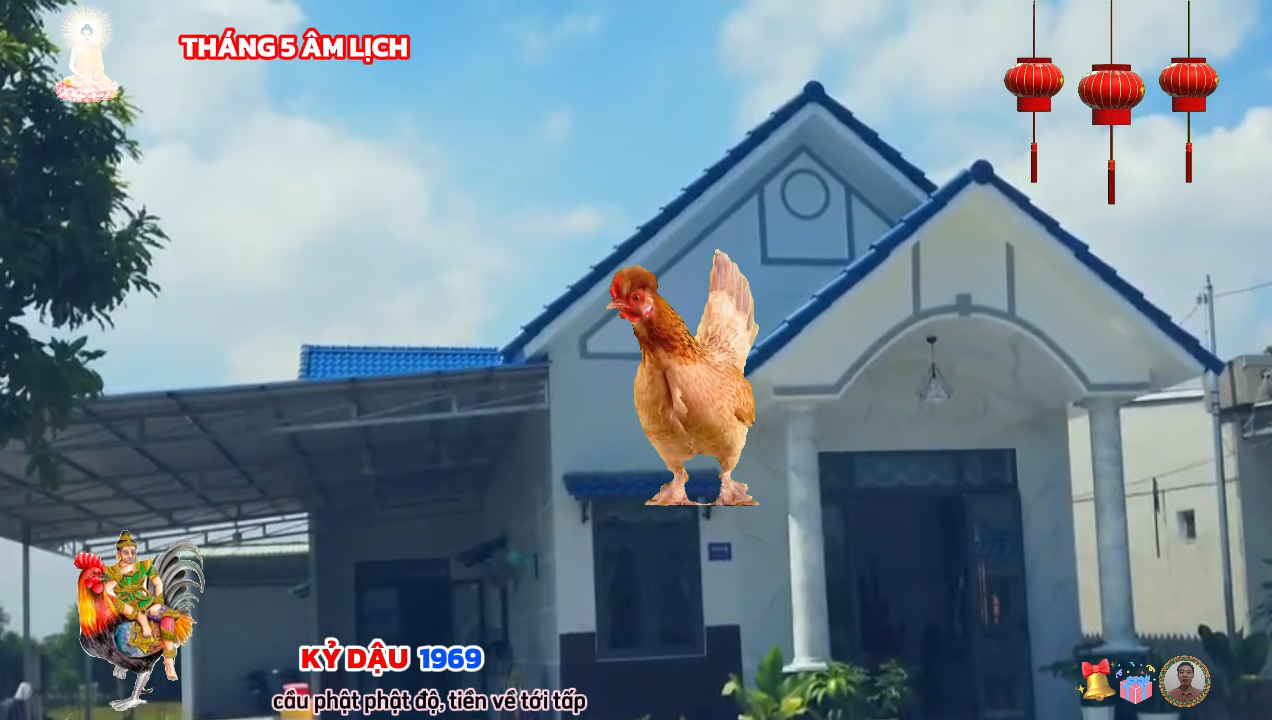 THÁNG 5 ÂM LỊCH
KỶ DẬU 1969
cầu phật phật độ, tiền về tới tấp